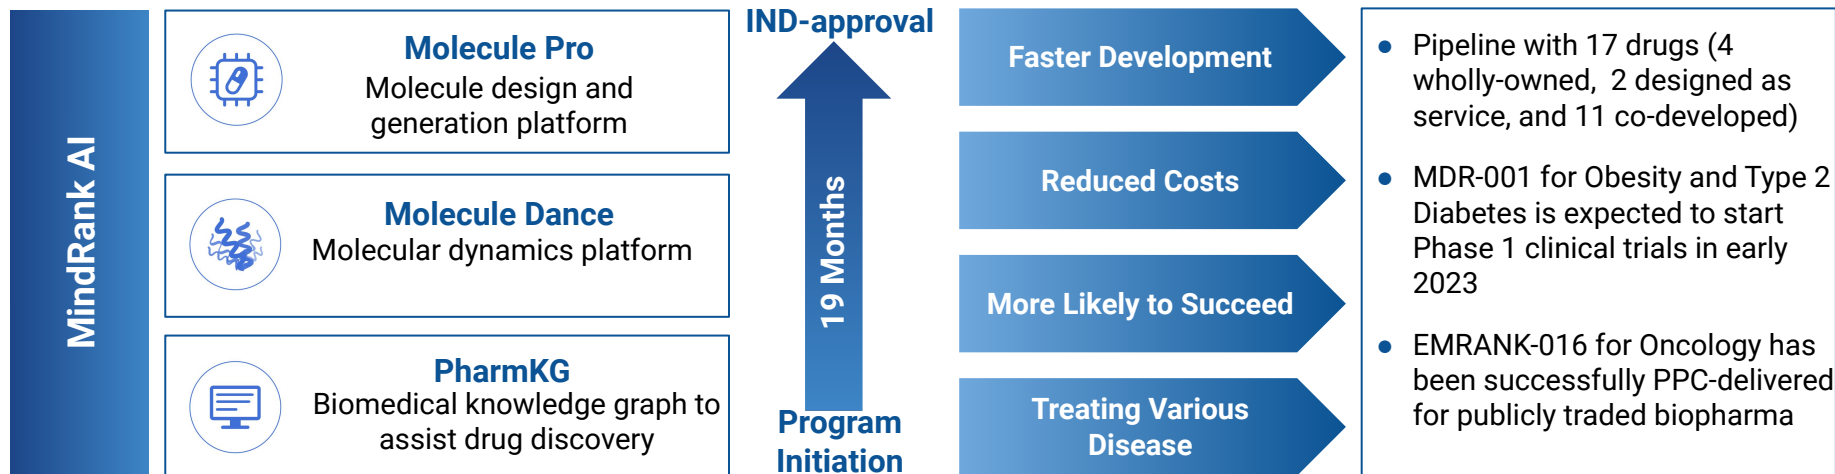 MindRank AI
Molecule Pro
Molecule design and
generation platform
Molecule Dance
Molecular dynamics platform
PharmKG
Biomedical knowledge graph to
assist drug discovery
IND-approval
19 Months
Program
Initiation
Faster Development
Reduced Costs
More Likely to Succeed
Treating Various
Disease
● Pipeline with 17 drugs (4
wholly-owned, 2 designed as
service, and 11 co-developed)
● MDR-001 for Obesity and Type 2
Diabetes is expected to start
Phase 1 clinical trials in early
2023
● EMRANK-016 for Oncology has
been successfully PPC-delivered
for publicly traded biopharma